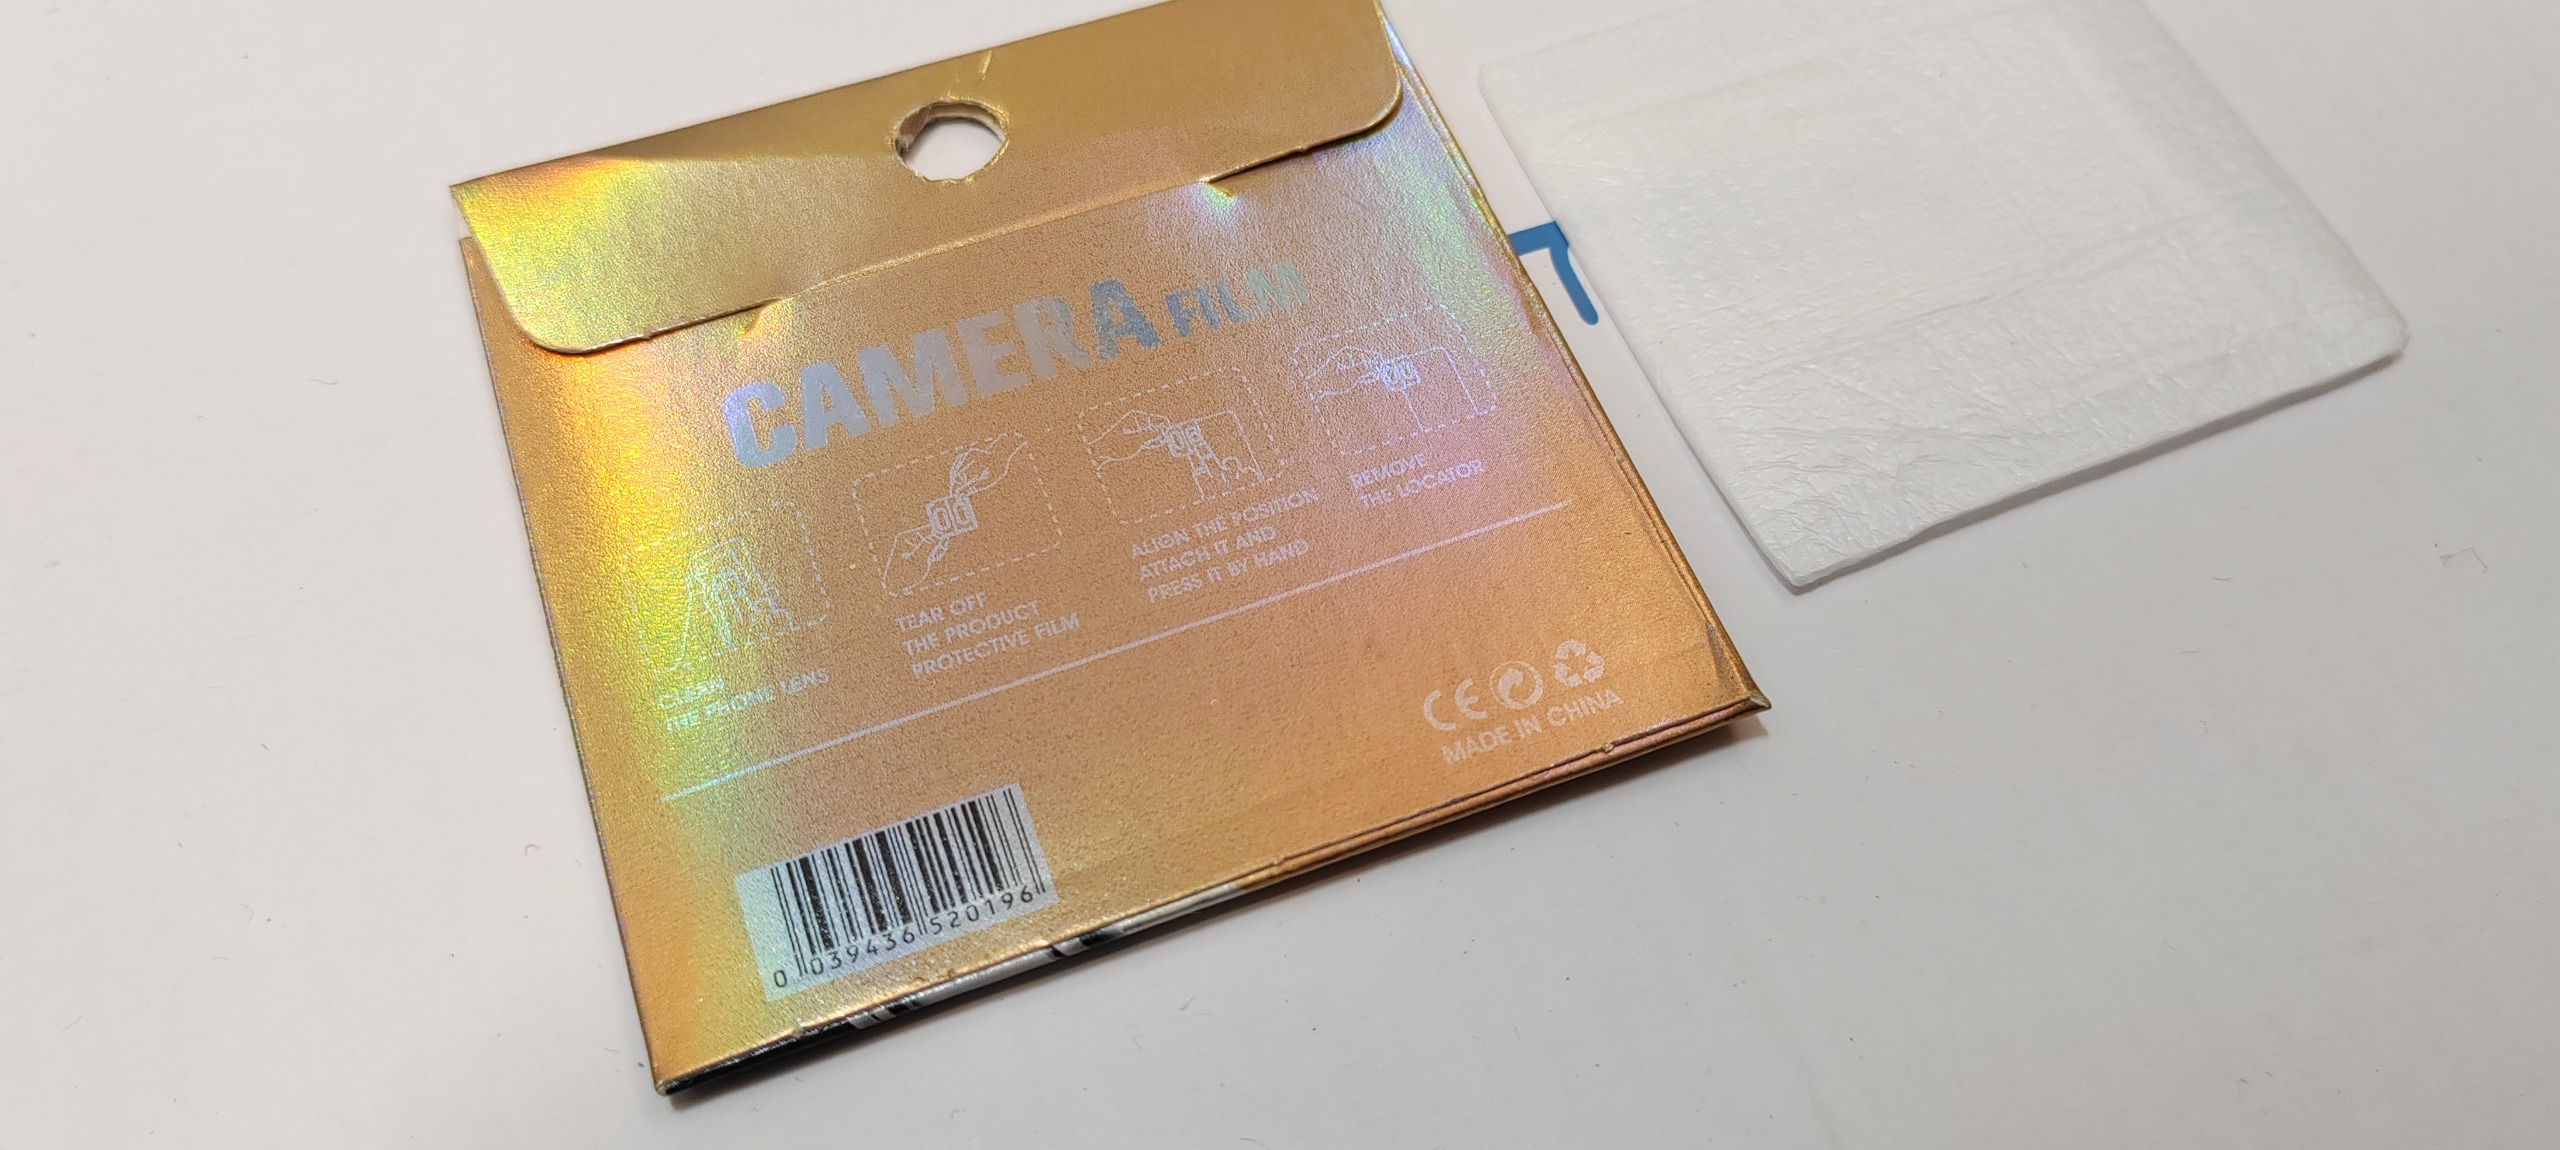 CAMERA FILM
CLEAN
THE PHONE LENS
TEAR OFF
THE PRODUCT
PROTECTIVE FILM
ALIGN THE POSITION
ATTACH IT AND
PRESS IT BY HAND
REMOVE
THE LOCATOR
CE
MADE IN CHINA
0 039436 520196